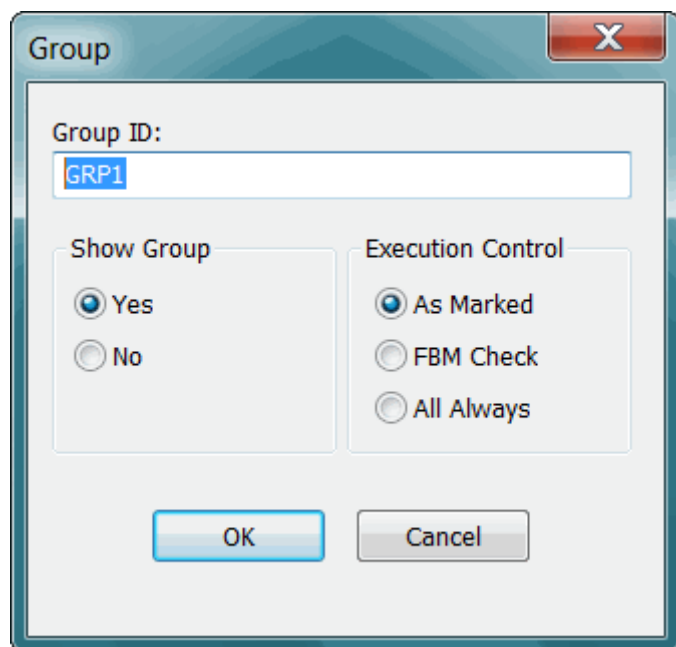 Group
Group ID:
GRP1
Show Group
Yes
No
Execution Control
As Marked
FBM Check
All Always
OK
Cancel